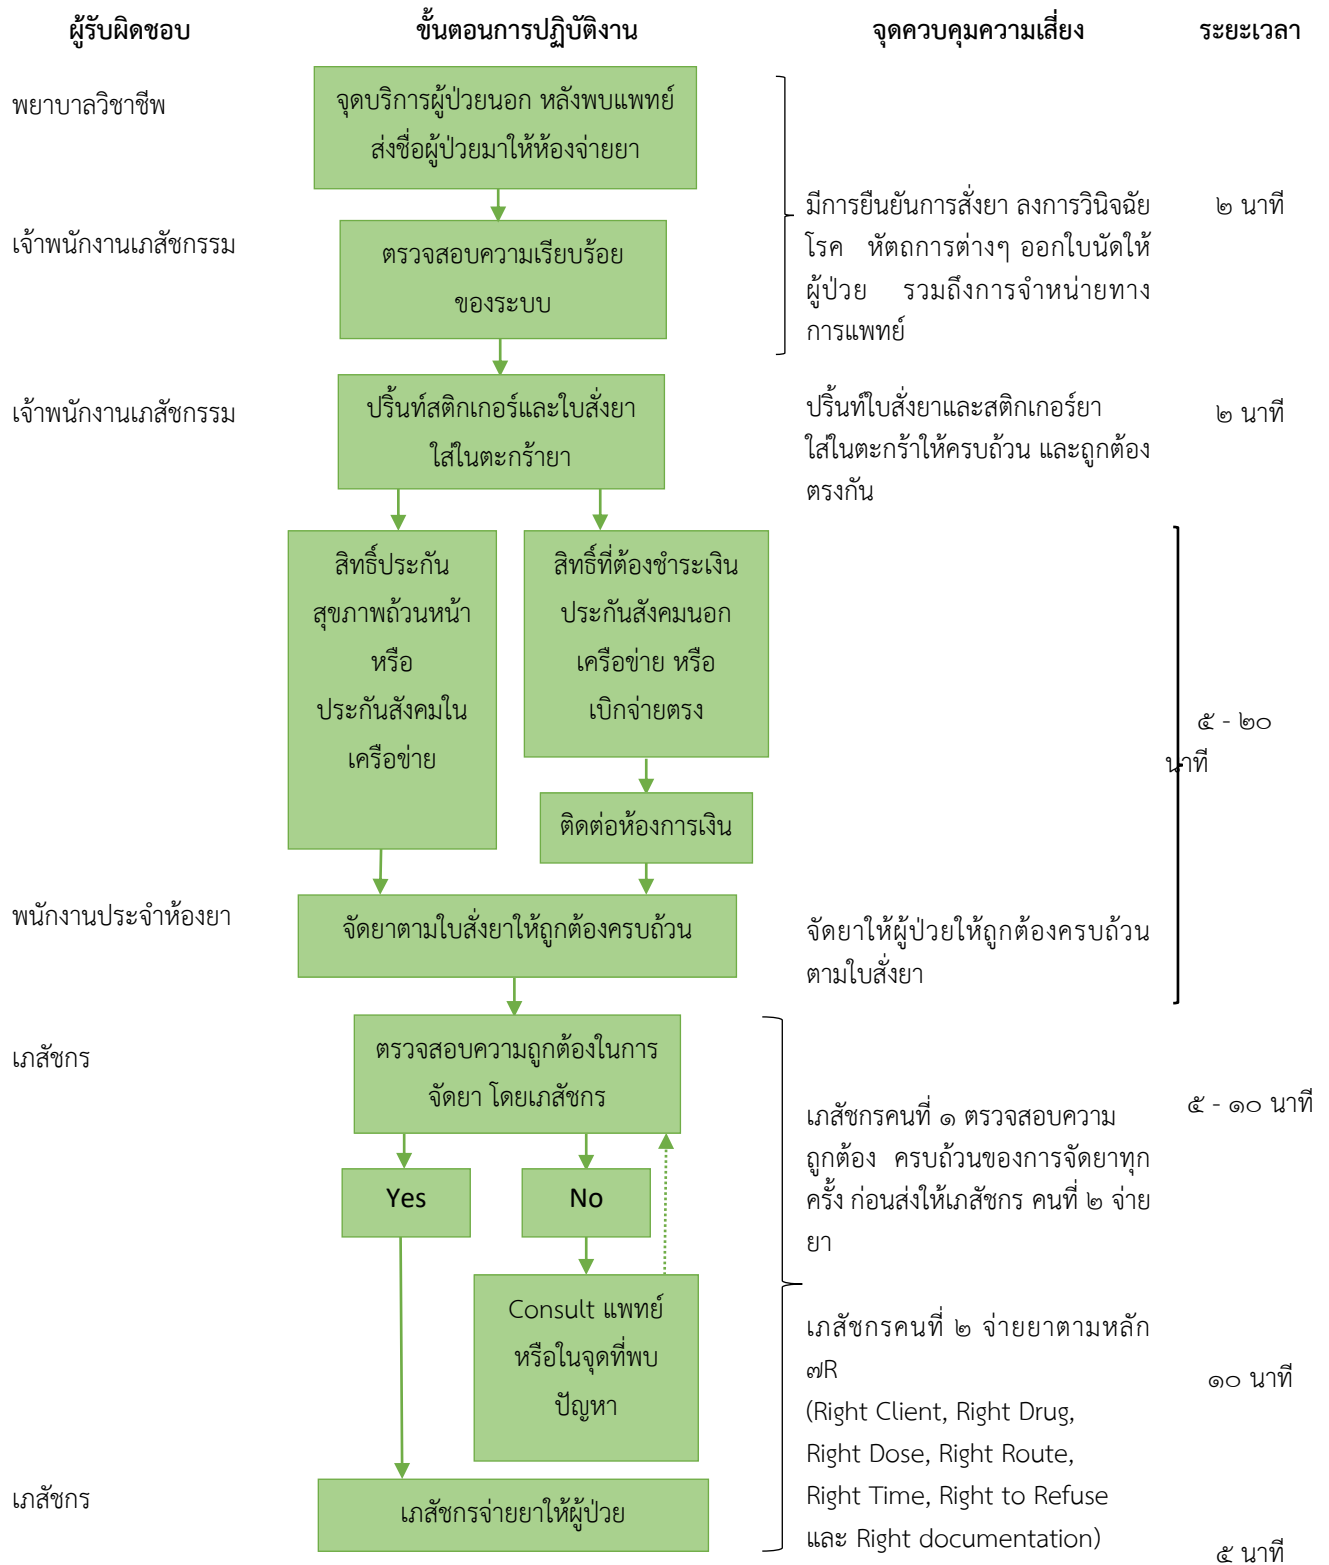 ผู้รับผิดชอบ ขั้นตอนการปฏิบัติงาน จุดควบคุมความเสี่ยง ระยะเวลา
พยาบาลวิชาชีพ
จุดบริการผู้ป่วยนอก หลังพบแพทย์
ส่งชื่อผู้ป่วยมาให้ห้องจ่ายยา
เจ้าพนักงานเภสัชกรรม
ตรวจสอบความเรียบร้อย
ของระบบ
มีการยืนยันการสั่งยา ลงการวินิจฉัย
โรค หัตถการต่างๆ ออกใบนัดให้
ผู้ป่วย รวมถึงการจำหน่ายทาง
การแพทย์
๒ นาที
เจ้าพนักงานเภสัชกรรม
ปริ้นท์สติกเกอร์และใบสั่งยา
ใส่ในตะกร้ายา
ปริ้นท์ใบสั่งยาและสติกเกอร์ยา
ใส่ในตะกร้าให้ครบถ้วน และถูกต้อง
ตรงกัน
๒ นาที
สิทธิ์ประกัน
สุขภาพถ้วนหน้า
หรือ
ประกันสังคมใน
เครือข่าย
สิทธิ์ที่ต้องชำระเงิน
ประกันสังคมนอก
เครือข่าย หรือ
เบิกจ่ายตรง
ติดต่อห้องการเงิน
๕ - ๒๐
นาที
พนักงานประจำห้องยา
จัดยาตามใบสั่งยาให้ถูกต้องครบถ้วน
จัดยาให้ผู้ป่วยให้ถูกต้องครบถ้วน
ตามใบสั่งยา
เภสัชกร
ตรวจสอบความถูกต้องในการ
จัดยา โดยเภสัชกร
Yes
No
Consult แพทย์
หรือในจุดที่พบ
ปัญหา
เภสัชกรคนที่ ๑ ตรวจสอบความ
ถูกต้อง ครบถ้วนของการจัดยาทุก
ครั้ง ก่อนส่งให้เภสัชกร คนที่ ๒ จ่าย
ยา
๕ - ๑๐ นาที
เภสัชกรคนที่ ๒ จ่ายยาตามหลัก
๗R
(Right Client, Right Drug,
Right Dose, Right Route,
Right Time, Right to Refuse
และ Right documentation)
๑๐ นาที
เภสัชกร
เภสัชกรจ่ายยาให้ผู้ป่วย
๕ นาที